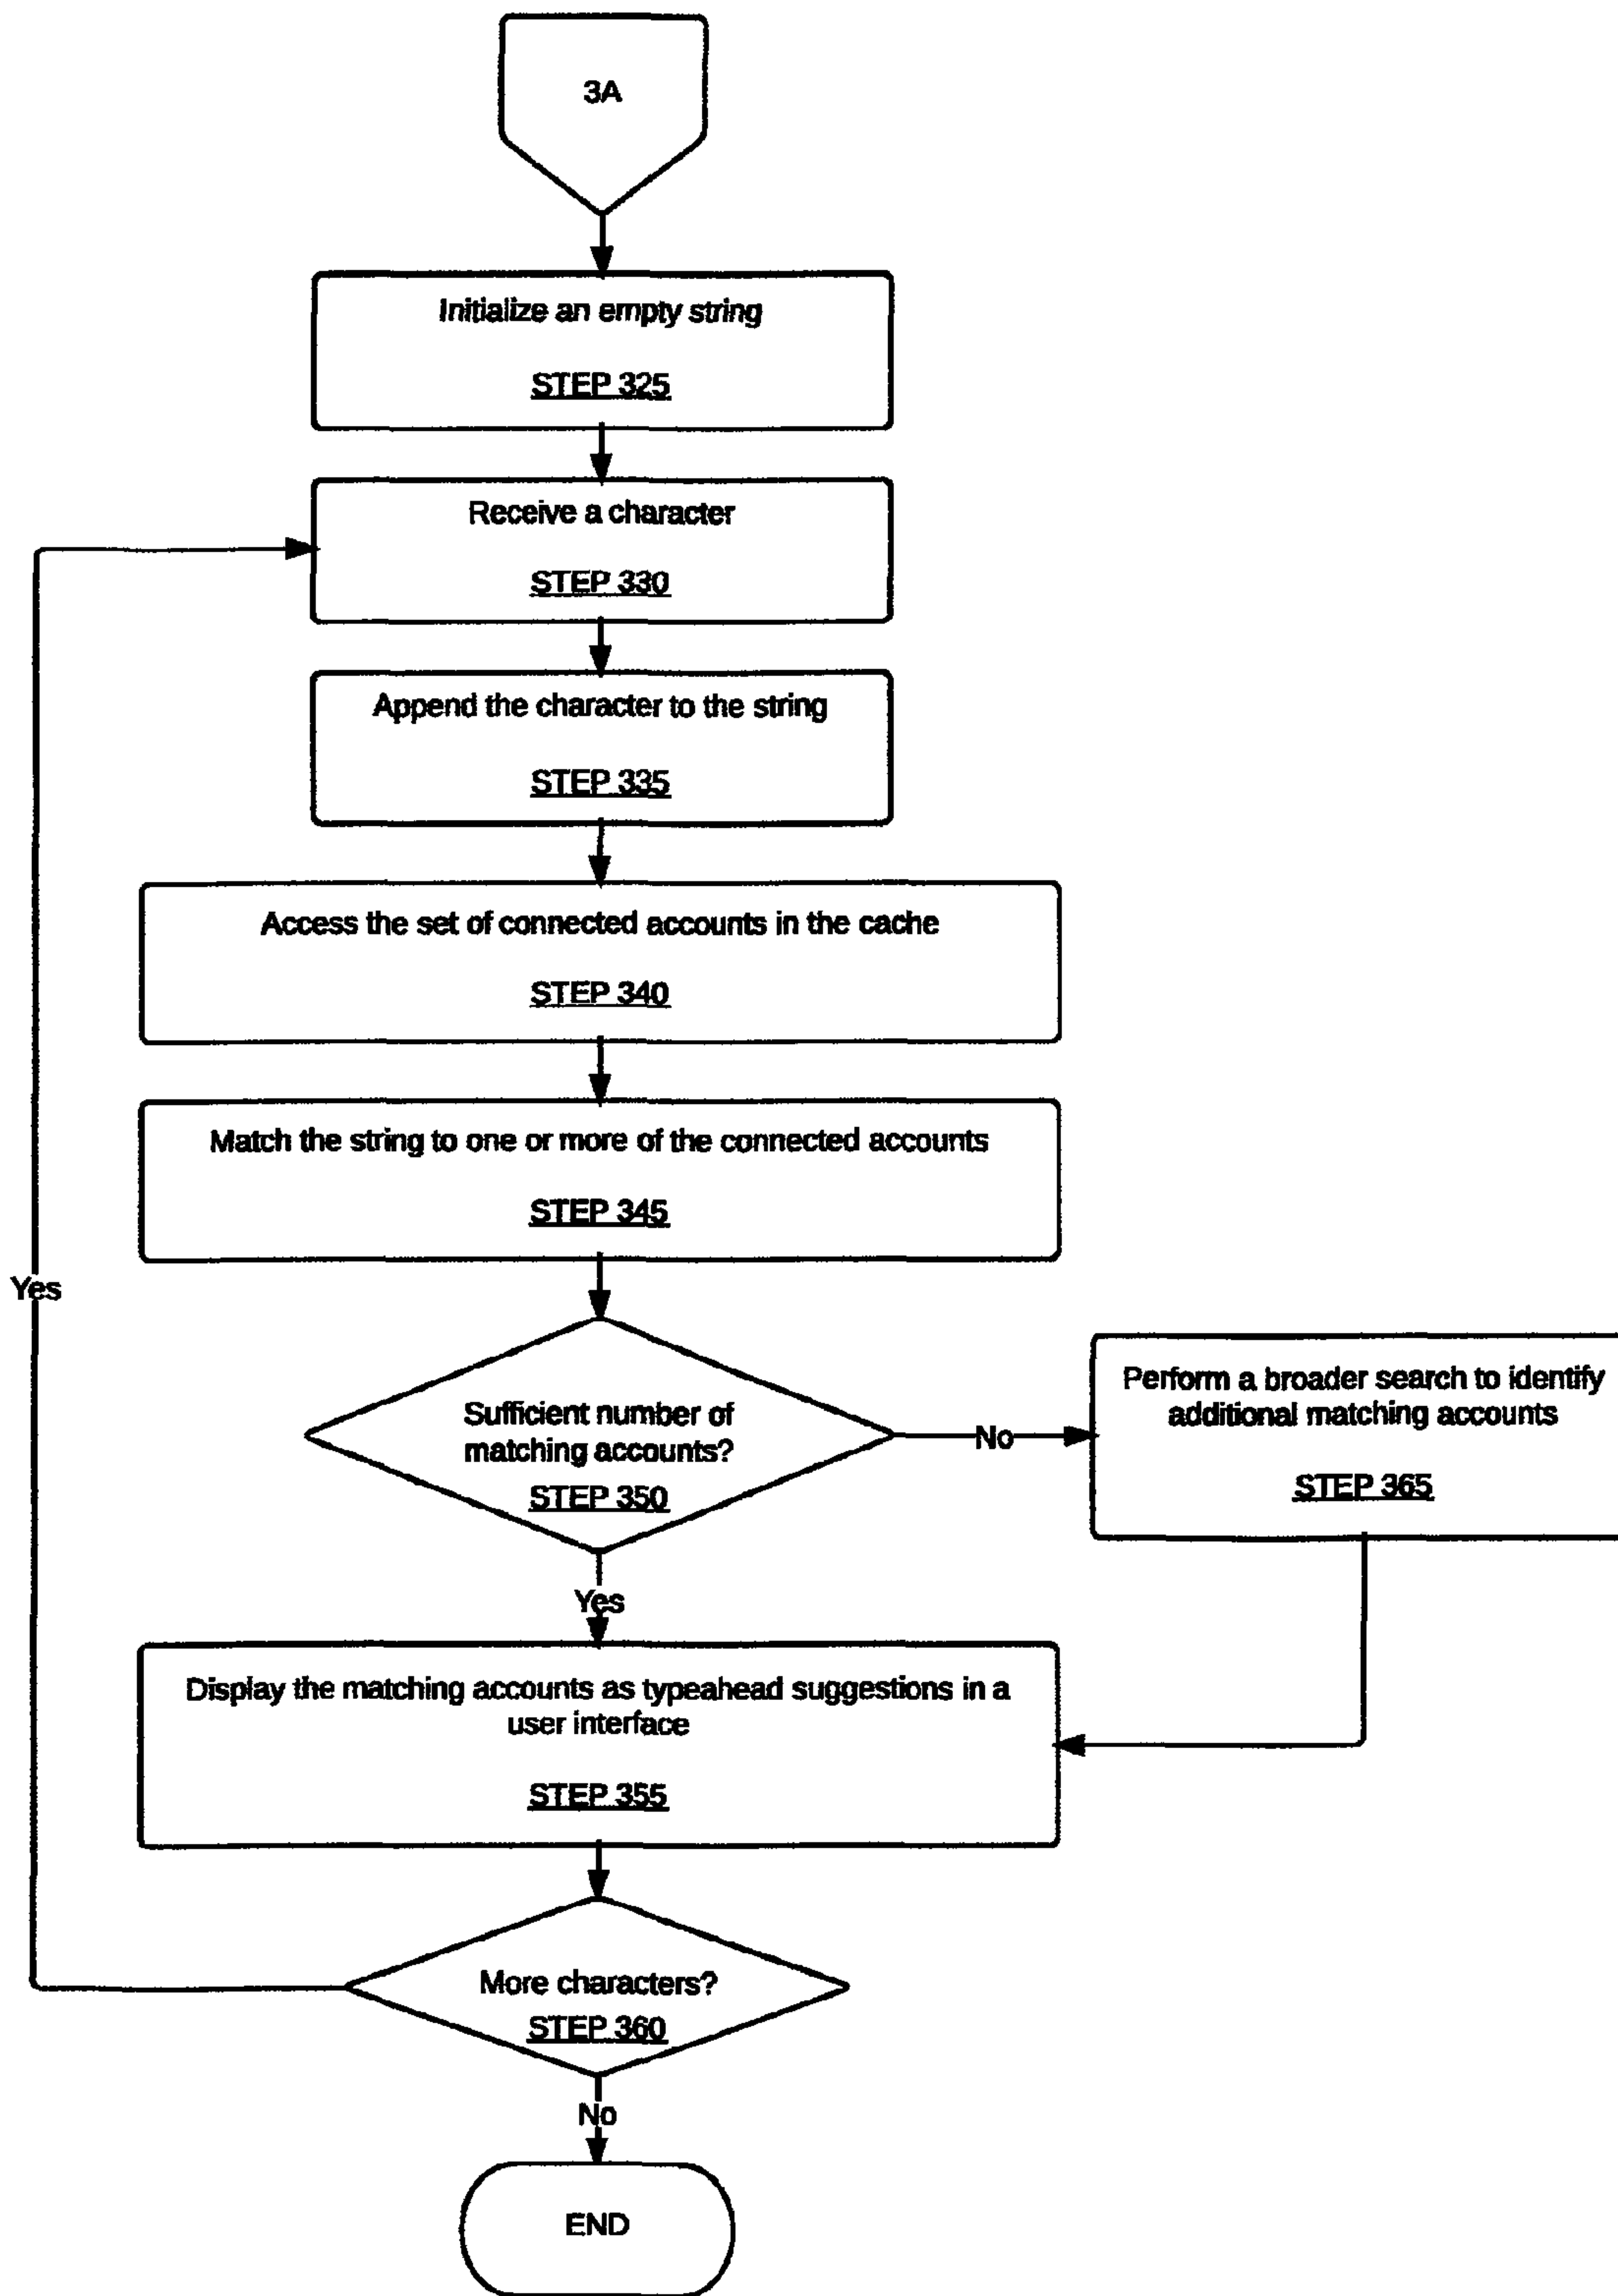 3A
Initialize an empty string
STEP 325
Receive a character
STEP 330
Append the character to the string
STEP 335
Access the set of connected accounts in the cache
STEP 340
Match the string to one or more of the connected accounts
STEP 345
Yes
Sufficient number of
matching accounts?
STEP 350
No
Perform a broader search to identify
additional matching accounts
STEP 365
Yes
Display the matching accounts as typeahead suggestions in a
user interface
STEP 355
More characters?
STEP 360
No
END